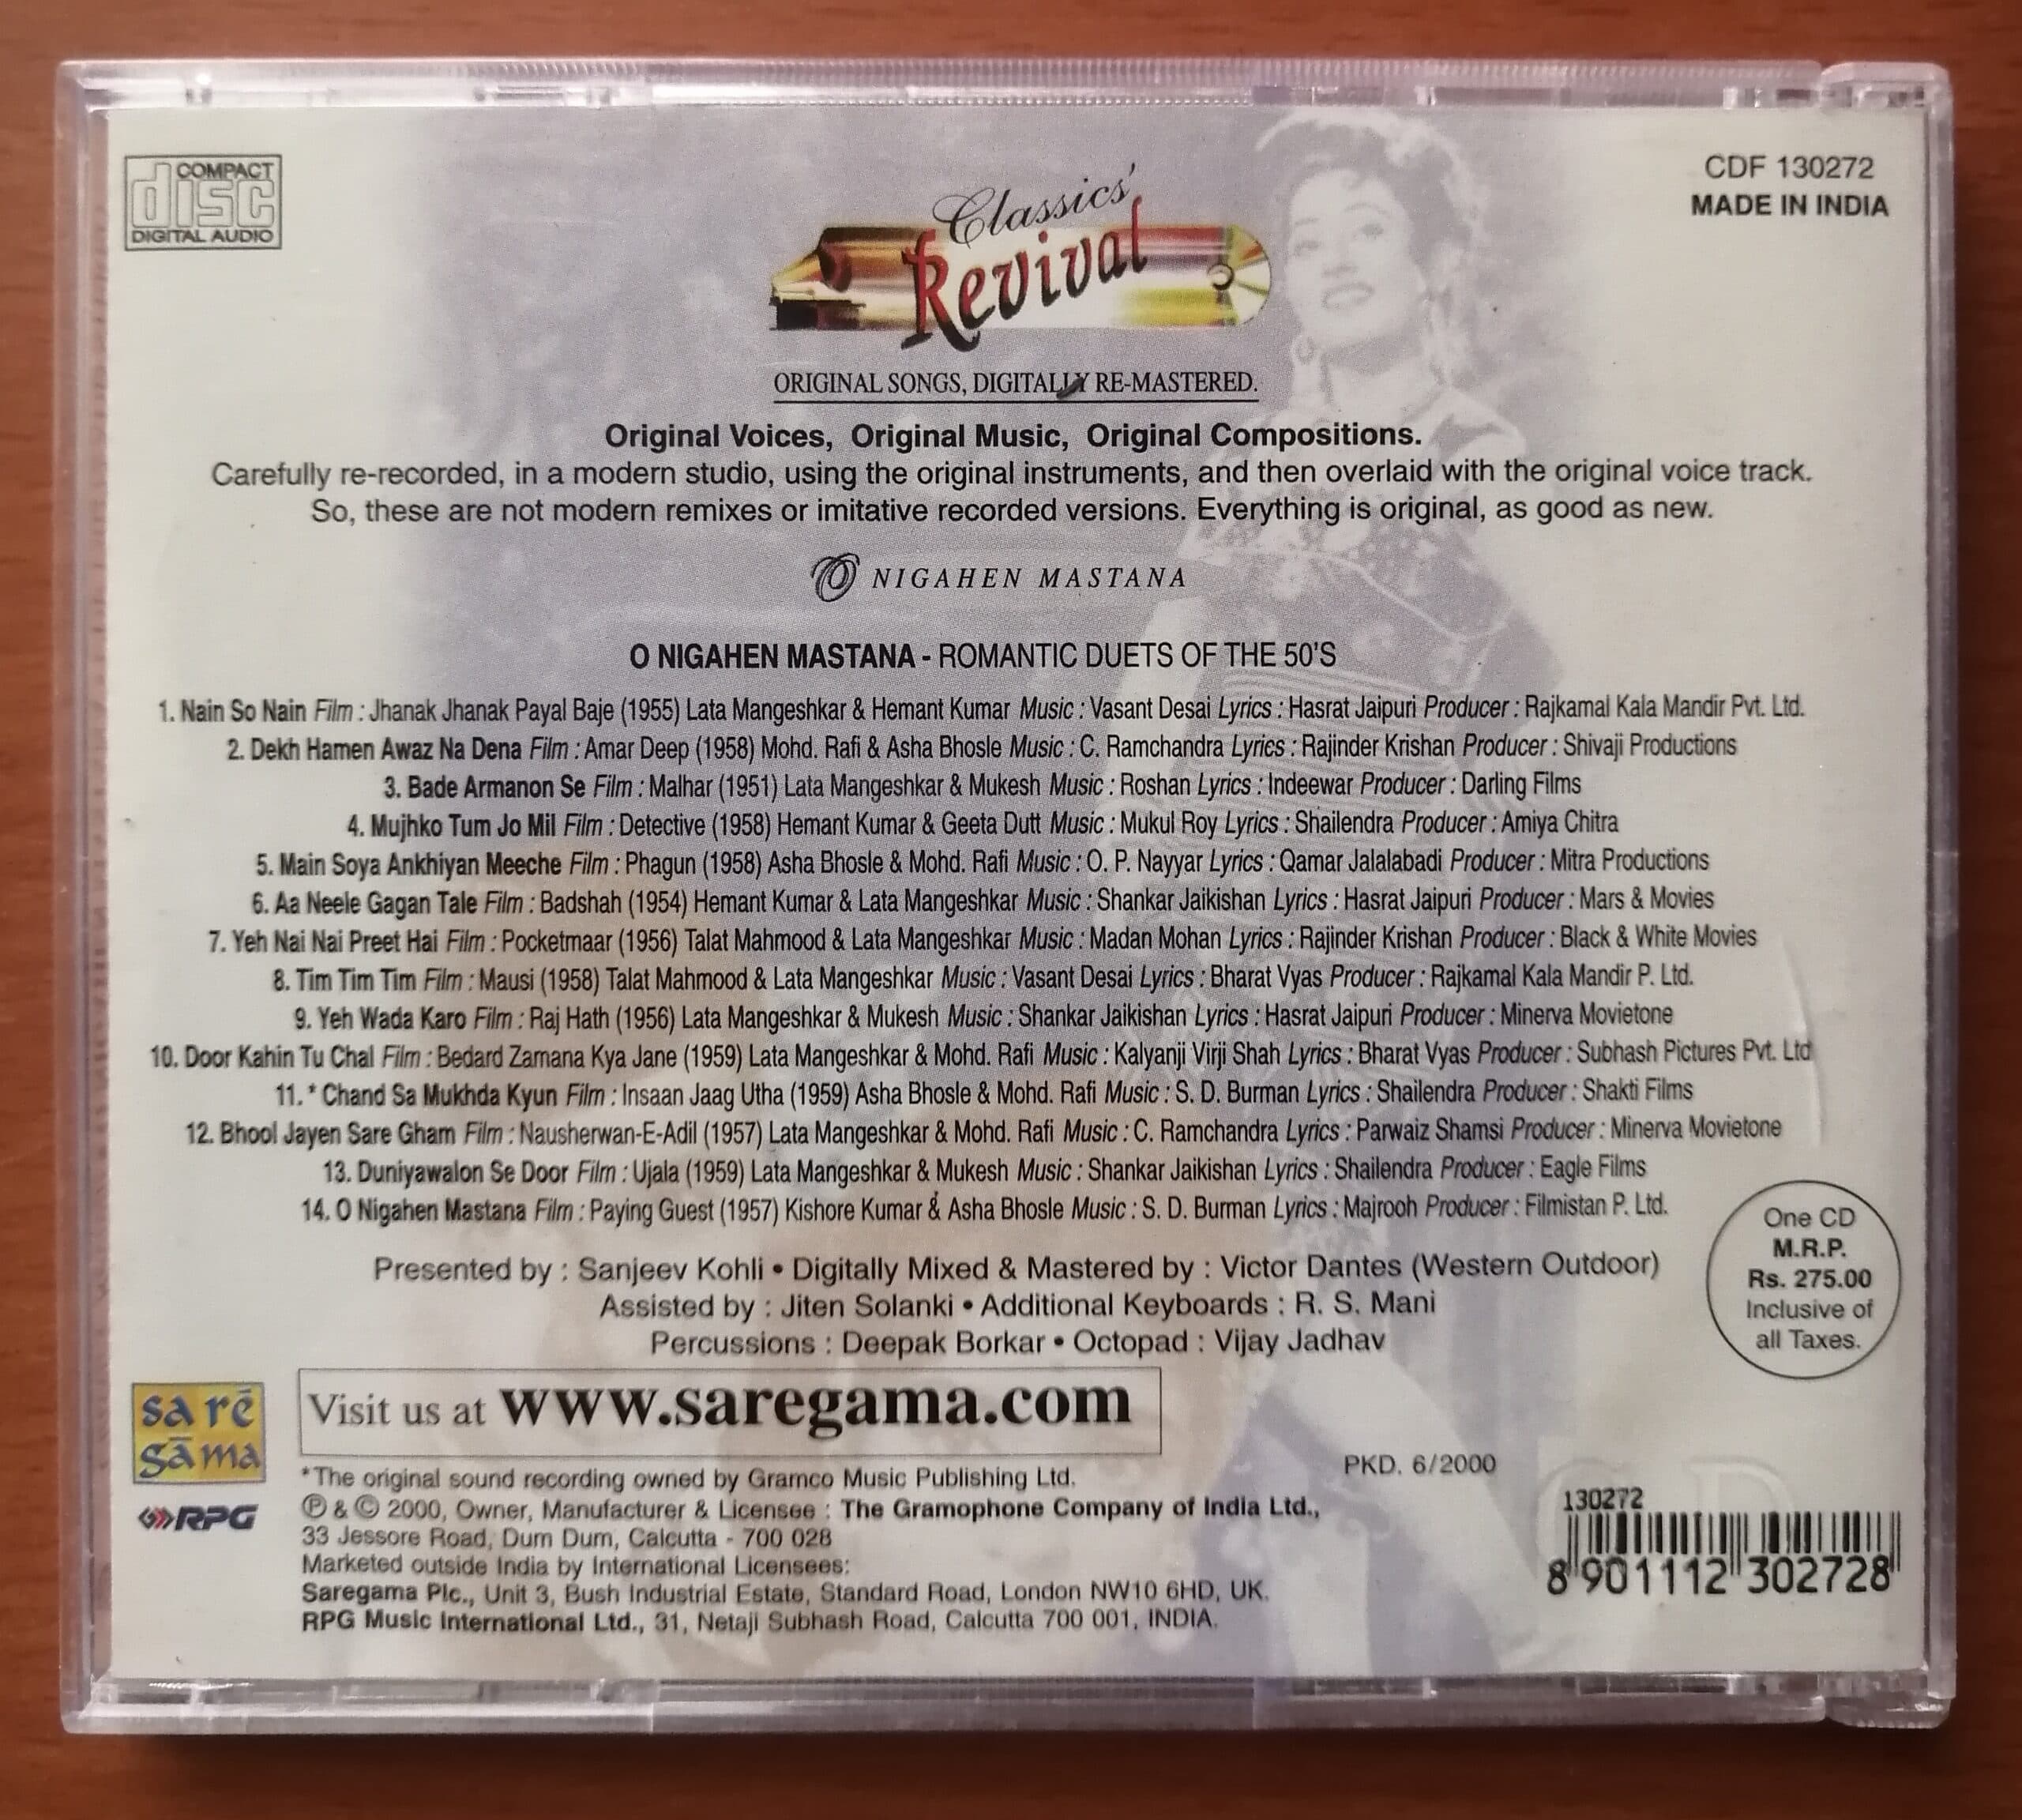 COMPACT
disc
DIGITAL AUDIO
CDF 130272
MADE IN INDIA
Classics'
Revival
ORIGINAL SONGS, DIGITALLY RE-MASTERED.
Original Voices, Original Music, Original Compositions.
Carefully re-recorded, in a modern studio, using the original instruments, and then overlaid with the original voice track.
So, these are not modern remixes or imitative recorded versions. Everything is original, as good as new.
O NIGAHEN MASTANA
O NIGAHEN MASTANA - ROMANTIC DUETS OF THE 50'S
1. Nain So Nain Film : Jhanak Jhanak Payal Baje (1955) Lata Mangeshkar & Hemant Kumar Music : Vasant Desai Lyrics : Hasrat Jaipuri Producer : Rajkamal Kala Mandir Pvt. Ltd.
2. Dekh Hamen Awaz Na Dena Film : Amar Deep (1958) Mohd. Rafi & Asha Bhosle Music : C. Ramchandra Lyrics : Rajinder Krishan Producer : Shivaji Productions
3. Bade Armanon Se Film : Malhar (1951) Lata Mangeshkar & Mukesh Music : Roshan Lyrics : Indeewar Producer : Darling Films
4. Mujhko Tum Jo Mil Film : Detective (1958) Hemant Kumar & Geeta Dutt Music : Mukul Roy Lyrics : Shailendra Producer : Amiya Chitra
5. Main Soya Ankhiyan Meeche Film : Phagun (1958) Asha Bhosle & Mohd. Rafi Music : O. P. Nayyar Lyrics : Qamar Jalalabadi Producer : Mitra Productions
6. Aa Neele Gagan Tale Film : Badshah (1954) Hemant Kumar & Lata Mangeshkar Music : Shankar Jaikishan Lyrics : Hasrat Jaipuri Producer : Mars & Movies
7. Yeh Nai Nai Preet Hai Film : Pocketmaar (1956) Talat Mahmood & Lata Mangeshkar Music : Madan Mohan Lyrics : Rajinder Krishan Producer : Black & White Movies
8. Tim Tim Tim Film : Mausi (1958) Talat Mahmood & Lata Mangeshkar Music : Vasant Desai Lyrics : Bharat Vyas Producer : Rajkamal Kala Mandir P. Ltd.
9. Yeh Wada Karo Film : Raj Hath (1956) Lata Mangeshkar & Mukesh Music : Shankar Jaikishan Lyrics : Hasrat Jaipuri Producer : Minerva Movietone
10. Door Kahin Tu Chal Film : Bedard Zamana Kya Jane (1959) Lata Mangeshkar & Mohd. Rafi Music : Kalyanji Virji Shah Lyrics : Bharat Vyas Producer : Subhash Pictures Pvt. Ltd
11. * Chand Sa Mukhda Kyun Film : Insaan Jaag Utha (1959) Asha Bhosle & Mohd. Rafi Music : S. D. Burman Lyrics : Shailendra Producer : Shakti Films
12. Bhool Jayen Sare Gham Film : Nausherwan-E-Adil (1957) Lata Mangeshkar & Mohd. Rafi Music : C. Ramchandra Lyrics : Parwaiz Shamsi Producer : Minerva Movietone
13. Duniyawalon Se Door Film : Ujala (1959) Lata Mangeshkar & Mukesh Music : Shankar Jaikishan Lyrics : Shailendra Producer : Eagle Films
14. O Nigahen Mastana Film : Paying Guest (1957) Kishore Kumar & Asha Bhosle Music : S. D. Burman Lyrics : Majrooh Producer : Filmistan P. Ltd.
Presented by : Sanjeev Kohli • Digitally Mixed & Mastered by : Victor Dantes (Western Outdoor)
Assisted by : Jiten Solanki • Additional Keyboards : R. S. Mani
Percussions : Deepak Borkar • Octopad : Vijay Jadhav
One CD
M.R.P.
Rs. 275.00
Inclusive of
all Taxes.
sa rē
gā ma
RPG
Visit us at www.saregama.com
*The original sound recording owned by Gramco Music Publishing Ltd.
Ⓟ & © 2000, Owner, Manufacturer & Licensee : The Gramophone Company of India Ltd.,
33 Jessore Road, Dum Dum, Calcutta - 700 028
Marketed outside India by International Licensees:
Saregama Plc., Unit 3, Bush Industrial Estate, Standard Road, London NW10 6HD, UK.
RPG Music International Ltd., 31, Netaji Subhash Road, Calcutta 700 001, INDIA.
PKD. 6/2000
130272
8 901112 302728